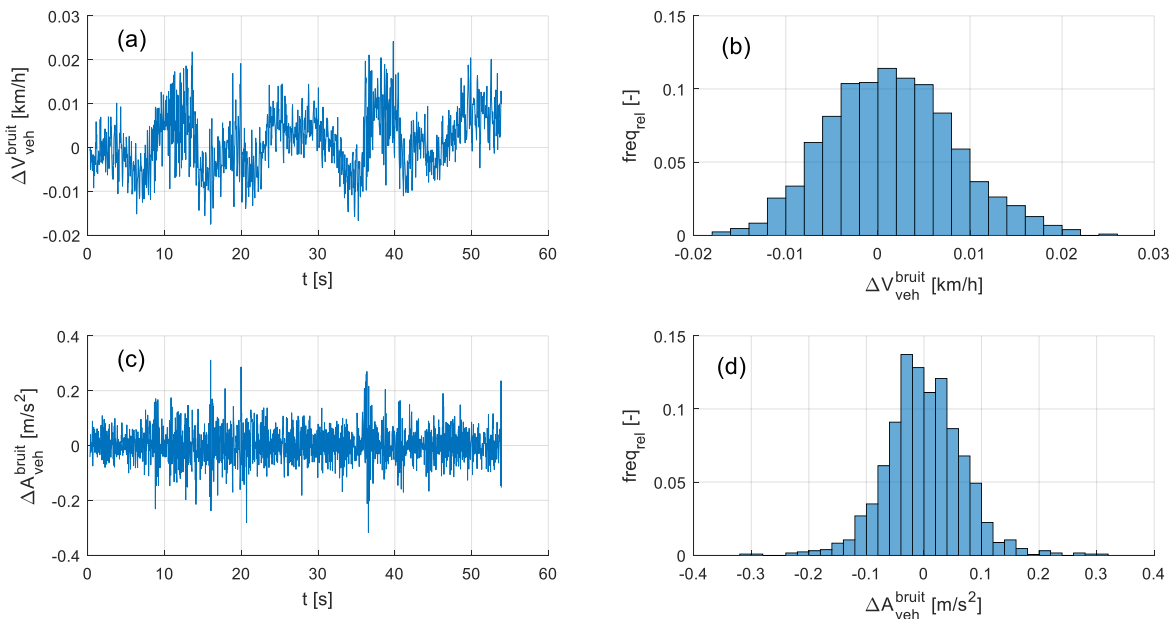 (a)
0.03
0.02
0.01
0
-0.01
-0.02
ΔV_veh^bruit [km/h]
0 10 20 30 40 50 60
t [s]
(b)
0.15
0.1
0.05
0
freq_rel [-]
-0.02 -0.01 0 0.01 0.02 0.03
ΔV_veh^bruit [km/h]
(c)
0.4
0.2
0
-0.2
-0.4
ΔA_veh^bruit [m/s²]
0 10 20 30 40 50 60
t [s]
(d)
0.15
0.1
0.05
0
freq_rel [-]
-0.4 -0.3 -0.2 -0.1 0 0.1 0.2 0.3 0.4
ΔA_veh^bruit [m/s²]